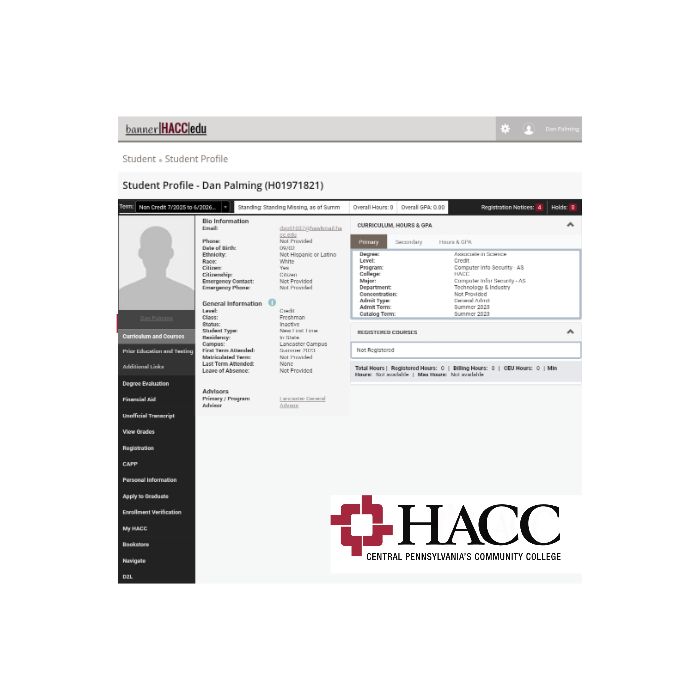 banner|HACC|edu
Dan Palming
Student » Student Profile
Student Profile - Dan Palming (H01971821)
Term: Non Credit 7/2025 to 6/2026...
Standing: Standing Missing, as of Summ
Overall Hours: 0
Overall GPA: 0.00
Registration Notices: 4
Holds:
Dan Palming
Curriculum and Courses
Prior Education and Testing
Additional Links
Degree Evaluation
Financial Aid
Unofficial Transcript
View Grades
Registration
CAPP
Personal Information
Apply to Graduate
Enrollment Verification
My HACC
Bookstore
Navigate
D2L
Bio Information
Email:
Phone: Not Provided
Date of Birth: 09/02
Ethnicity: Not Hispanic or Latino
Race: White
Citizen: Yes
Citizenship: Citizen
Emergency Contact: Not Provided
Emergency Phone: Not Provided
General Information
Level: Credit
Class: Freshman
Status: Inactive
Student Type: New First Time
Residency: In State
Campus: Lancaster Campus
First Term Attended: Summer 2023
Matriculated Term: Not Provided
Last Term Attended: None
Leave of Absence: Not Provided
Advisors
Primary / Program Advisor
Lancaster General Advisor
CURRICULUM, HOURS & GPA
Primary
Secondary
Hours & GPA
Degree: Associate in Science
Level: Credit
Program: Computer Info Security - AS
College: HACC
Major: Computer Info Security - AS
Department: Technology & Industry
Concentration: Not Provided
Admit Type: General Admit
Admit Term: Summer 2023
Catalog Term: Summer 2023
REGISTERED COURSES
Not Registered
Total Hours | Registered Hours: 0 | Billing Hours: 0 | CEU Hours: 0 | Min
Hours: Not available | Max Hours: Not available
HACC
CENTRAL PENNSYLVANIA'S COMMUNITY COLLEGE